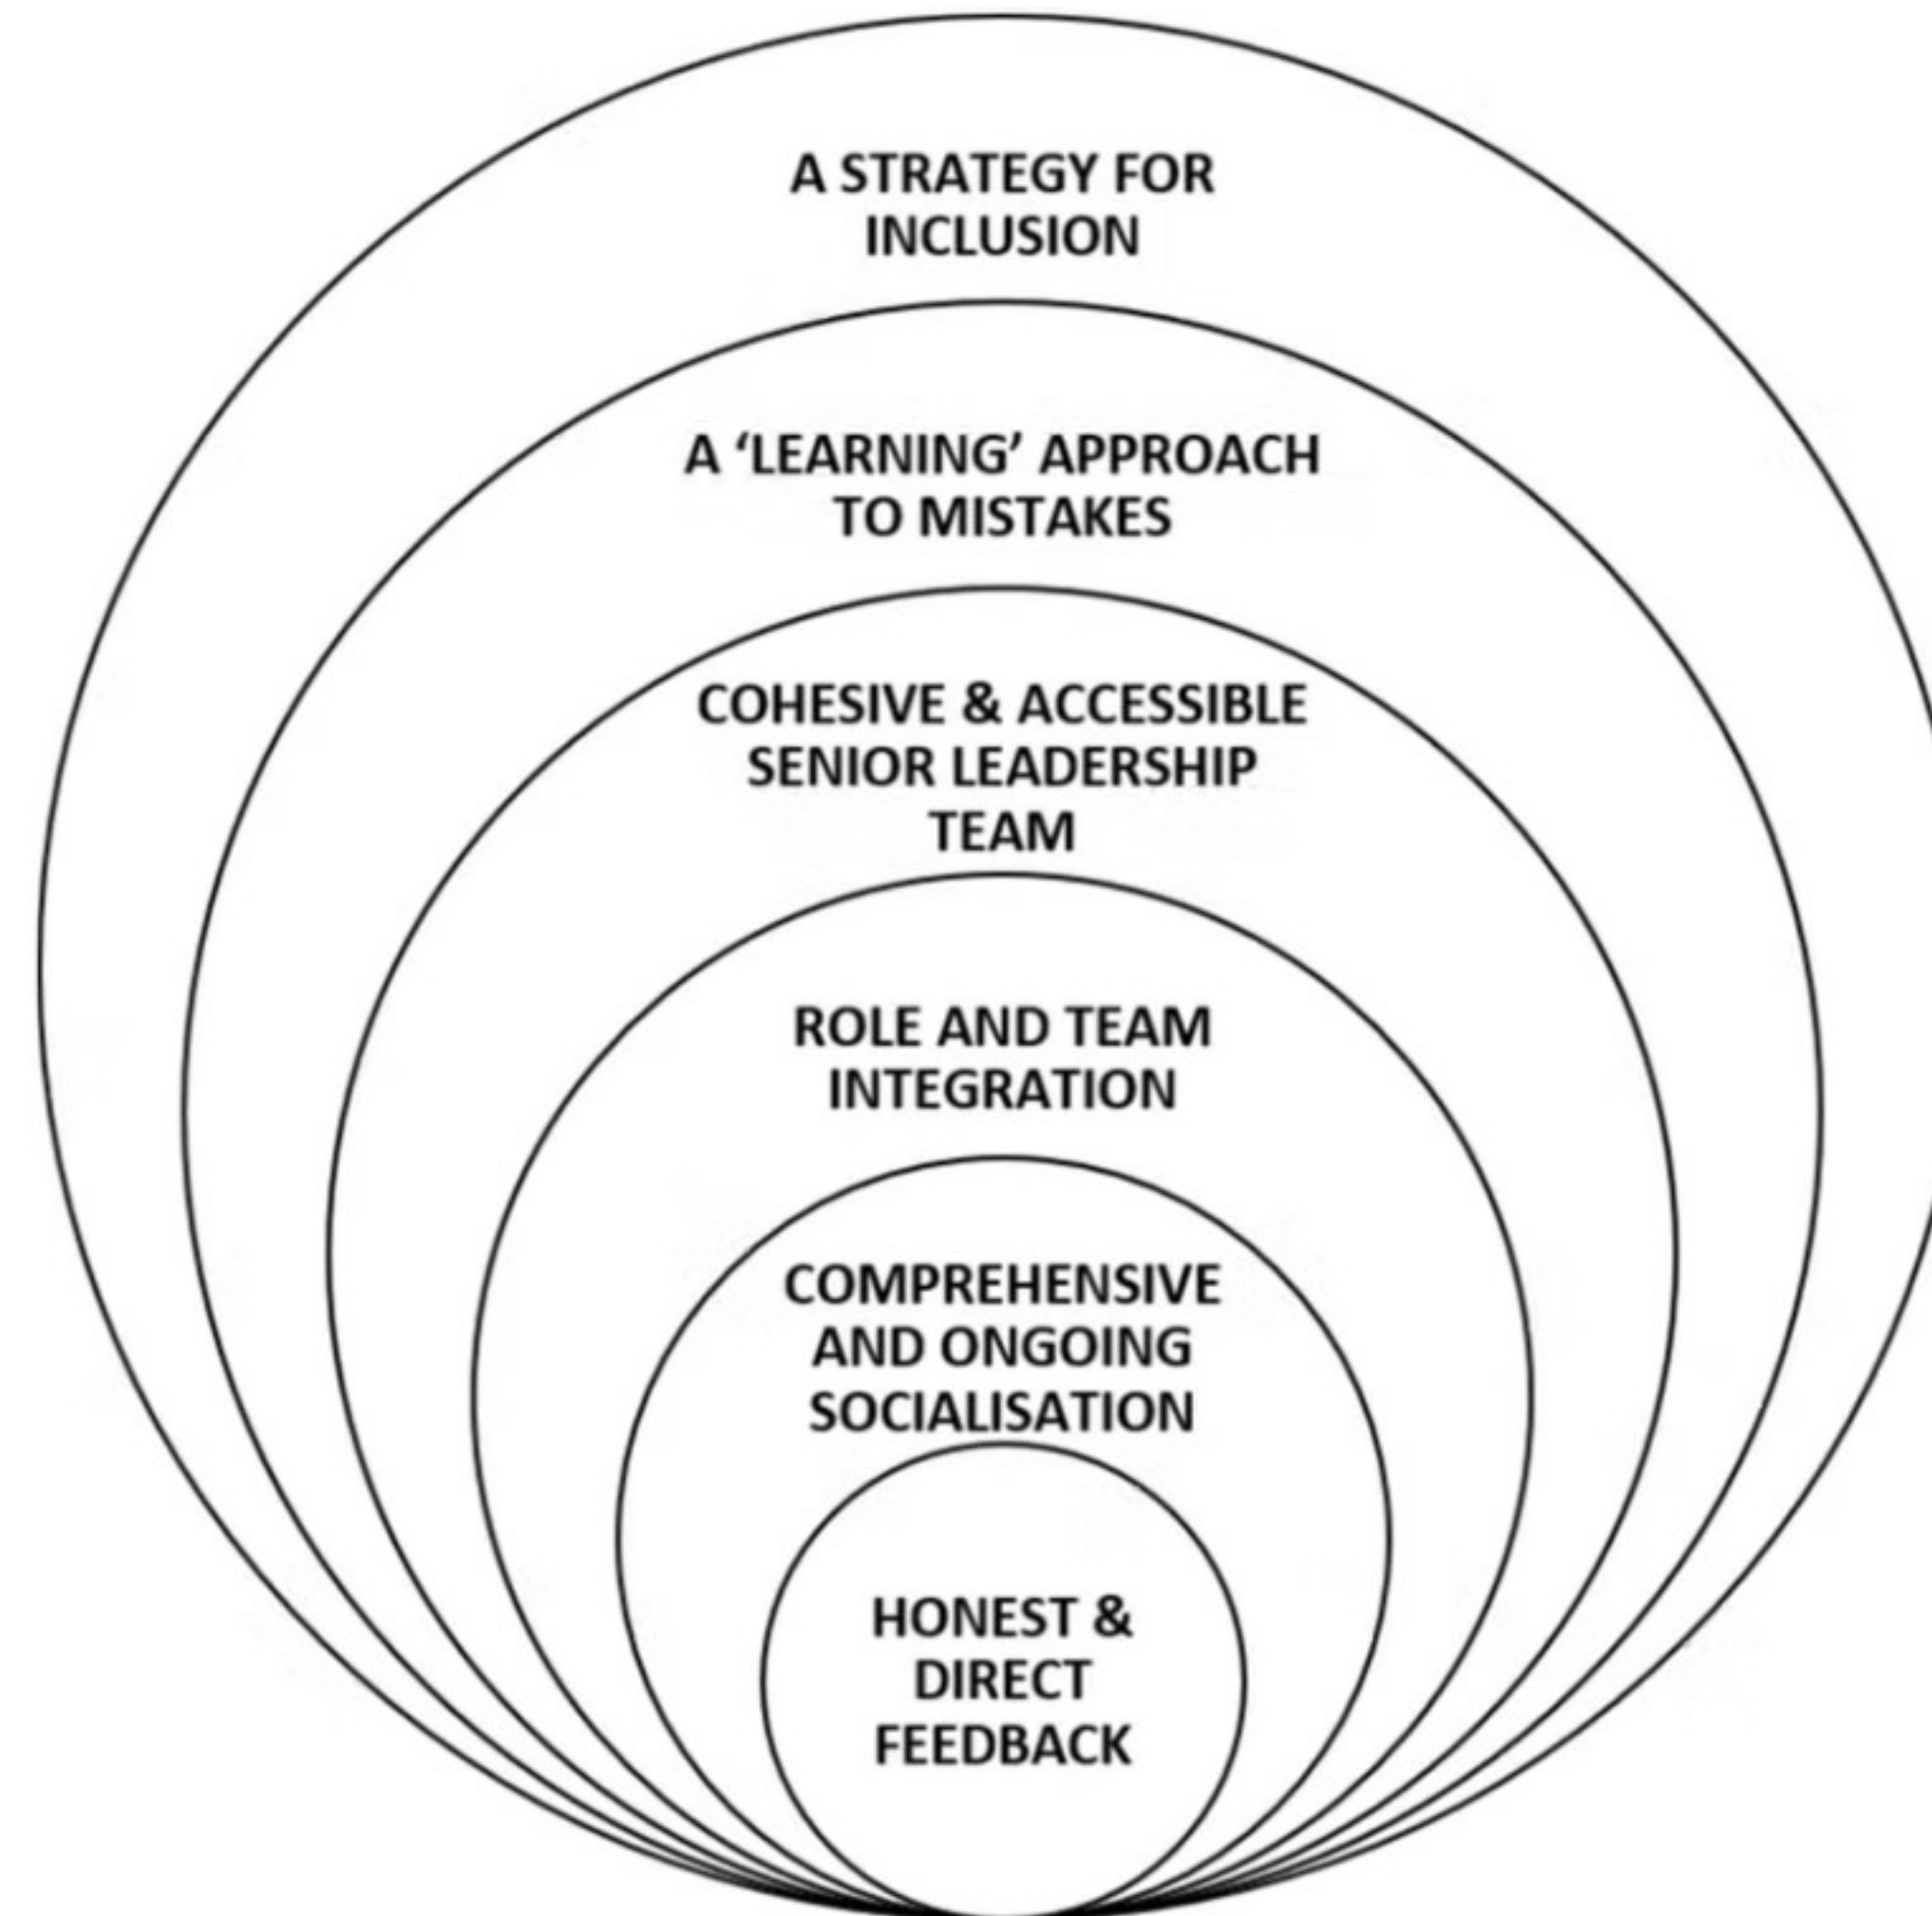 A STRATEGY FOR
INCLUSION
A ‘LEARNING’ APPROACH
TO MISTAKES
COHESIVE & ACCESSIBLE
SENIOR LEADERSHIP
TEAM
ROLE AND TEAM
INTEGRATION
COMPREHENSIVE
AND ONGOING
SOCIALISATION
HONEST &
DIRECT
FEEDBACK